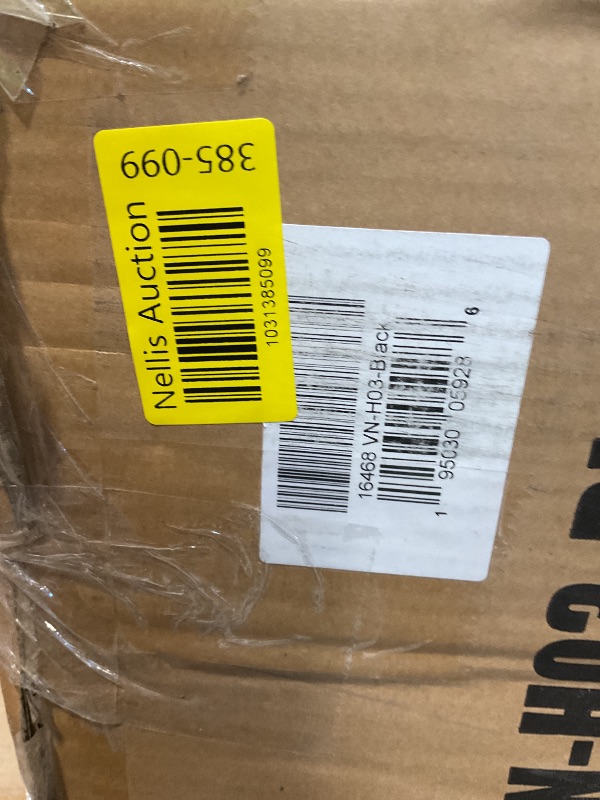 385-099
Nellis Auction
1031385099
16468 VN-H03-Black
1 95030 05928 6